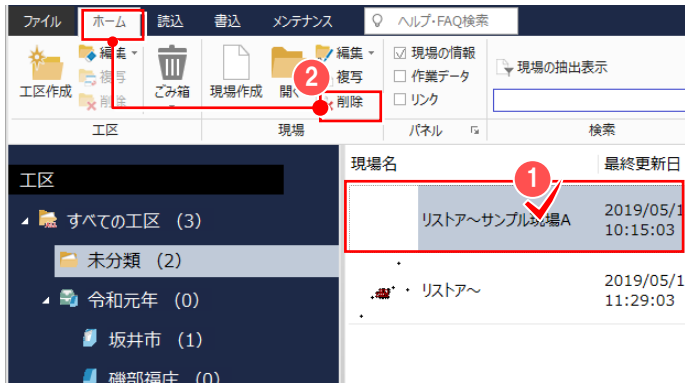 ファイル ホーム 読込 書込 メンテナンス ヘルプ・FAQ検索
工区作成 編集 複写 削除 ごみ箱 現場作成 開く 編集 複写 削除 現場の情報 作業データ リンク 現場の抽出表示
工区 現場 パネル 検索
2
工区
すべての工区 (3)
未分類 (2)
令和元年 (0)
坂井市 (1)
磯部福庄 (0)
現場名 最終更新日
1
リストア～サンプル現場A 2019/05/1
10:15:03
リストア～ 2019/05/1
11:29:03